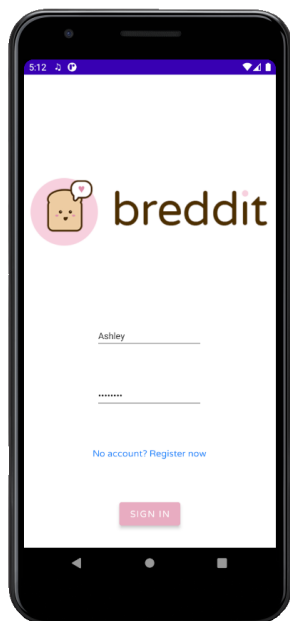 5:12
breddit
Ashley
••••••••
No account? Register now
SIGN IN